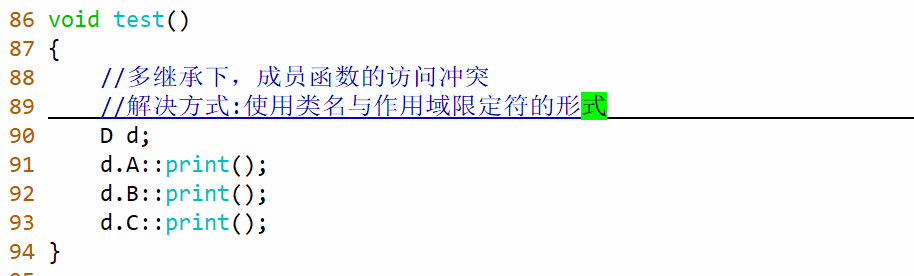 86 void test()
87 {
88     //多继承下，成员函数的访问冲突
89     //解决方式:使用类名与作用域限定符的形式
90     D d;
91     d.A::print();
92     d.B::print();
93     d.C::print();
94 }